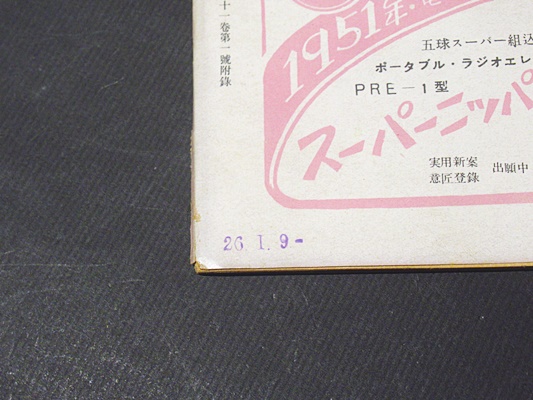 十一卷第一號附錄
1951年・電
五球スーパー組込
ポータブル・ラジオエレ
PRE-1型
スーパーニッパ
実用新案
意匠登錄
出願中
26. 1. 9-